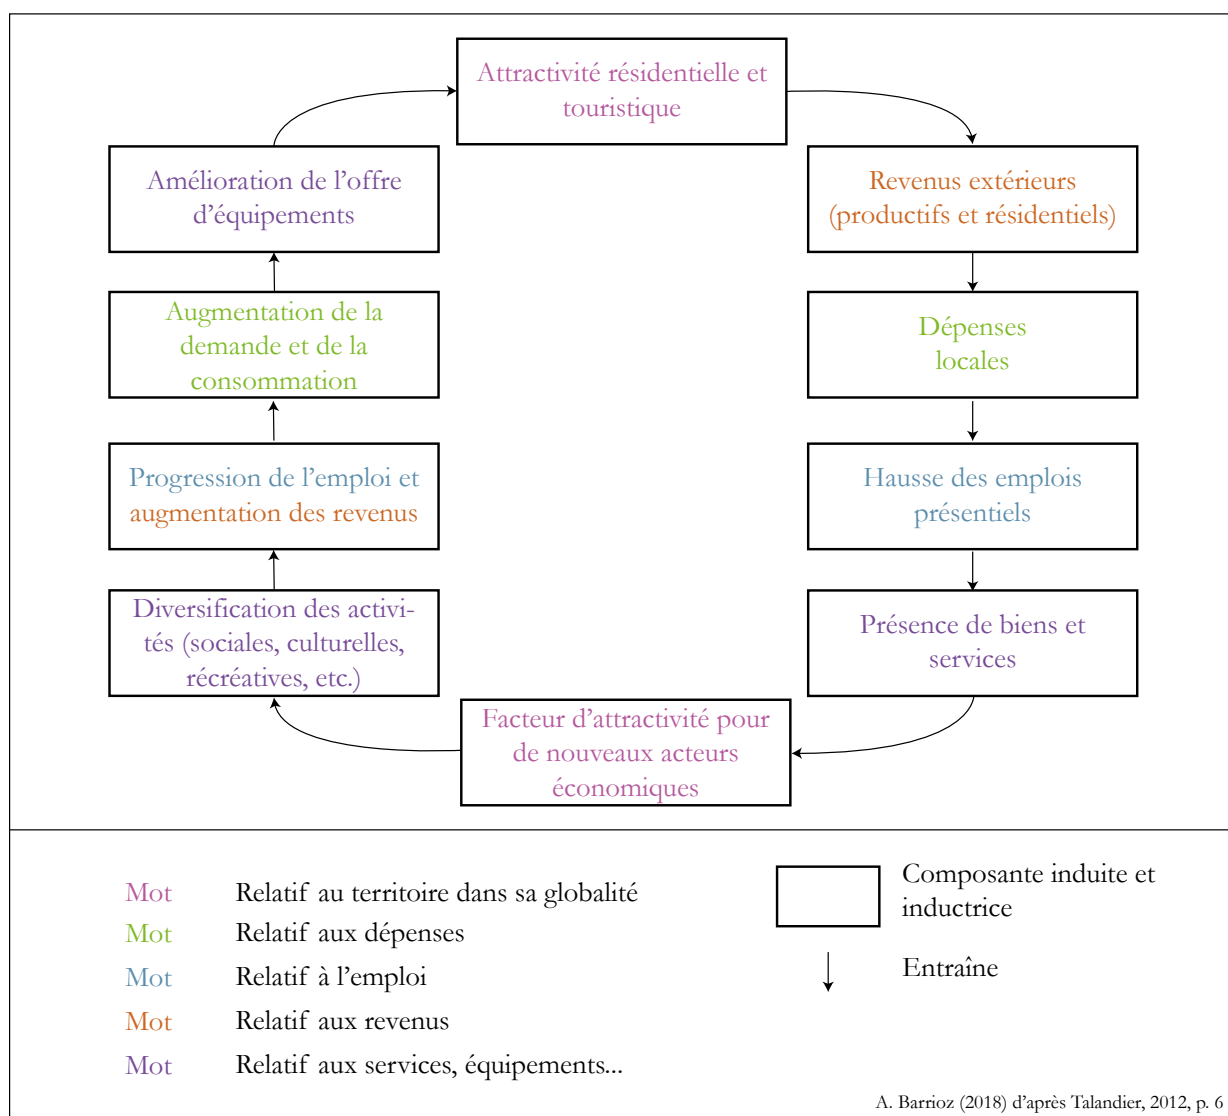 Attractivité résidentielle et
touristique
Revenus extérieurs
(productifs et résidentiels)
Dépenses
locales
Hausse des emplois
présentiels
Présence de biens et
services
Facteur d'attractivité pour
de nouveaux acteurs
économiques
Diversification des activi-
tés (sociales, culturelles,
récréatives, etc.)
Progression de l'emploi et
augmentation des revenus
Augmentation de la
demande et de la
consommation
Amélioration de l'offre
d'équipements
Mot Relatif au territoire dans sa globalité
Mot Relatif aux dépenses
Mot Relatif à l'emploi
Mot Relatif aux revenus
Mot Relatif aux services, équipements...
Composante induite et
inductrice
Entraîne
A. Barrioz (2018) d'après Talandier, 2012, p. 6